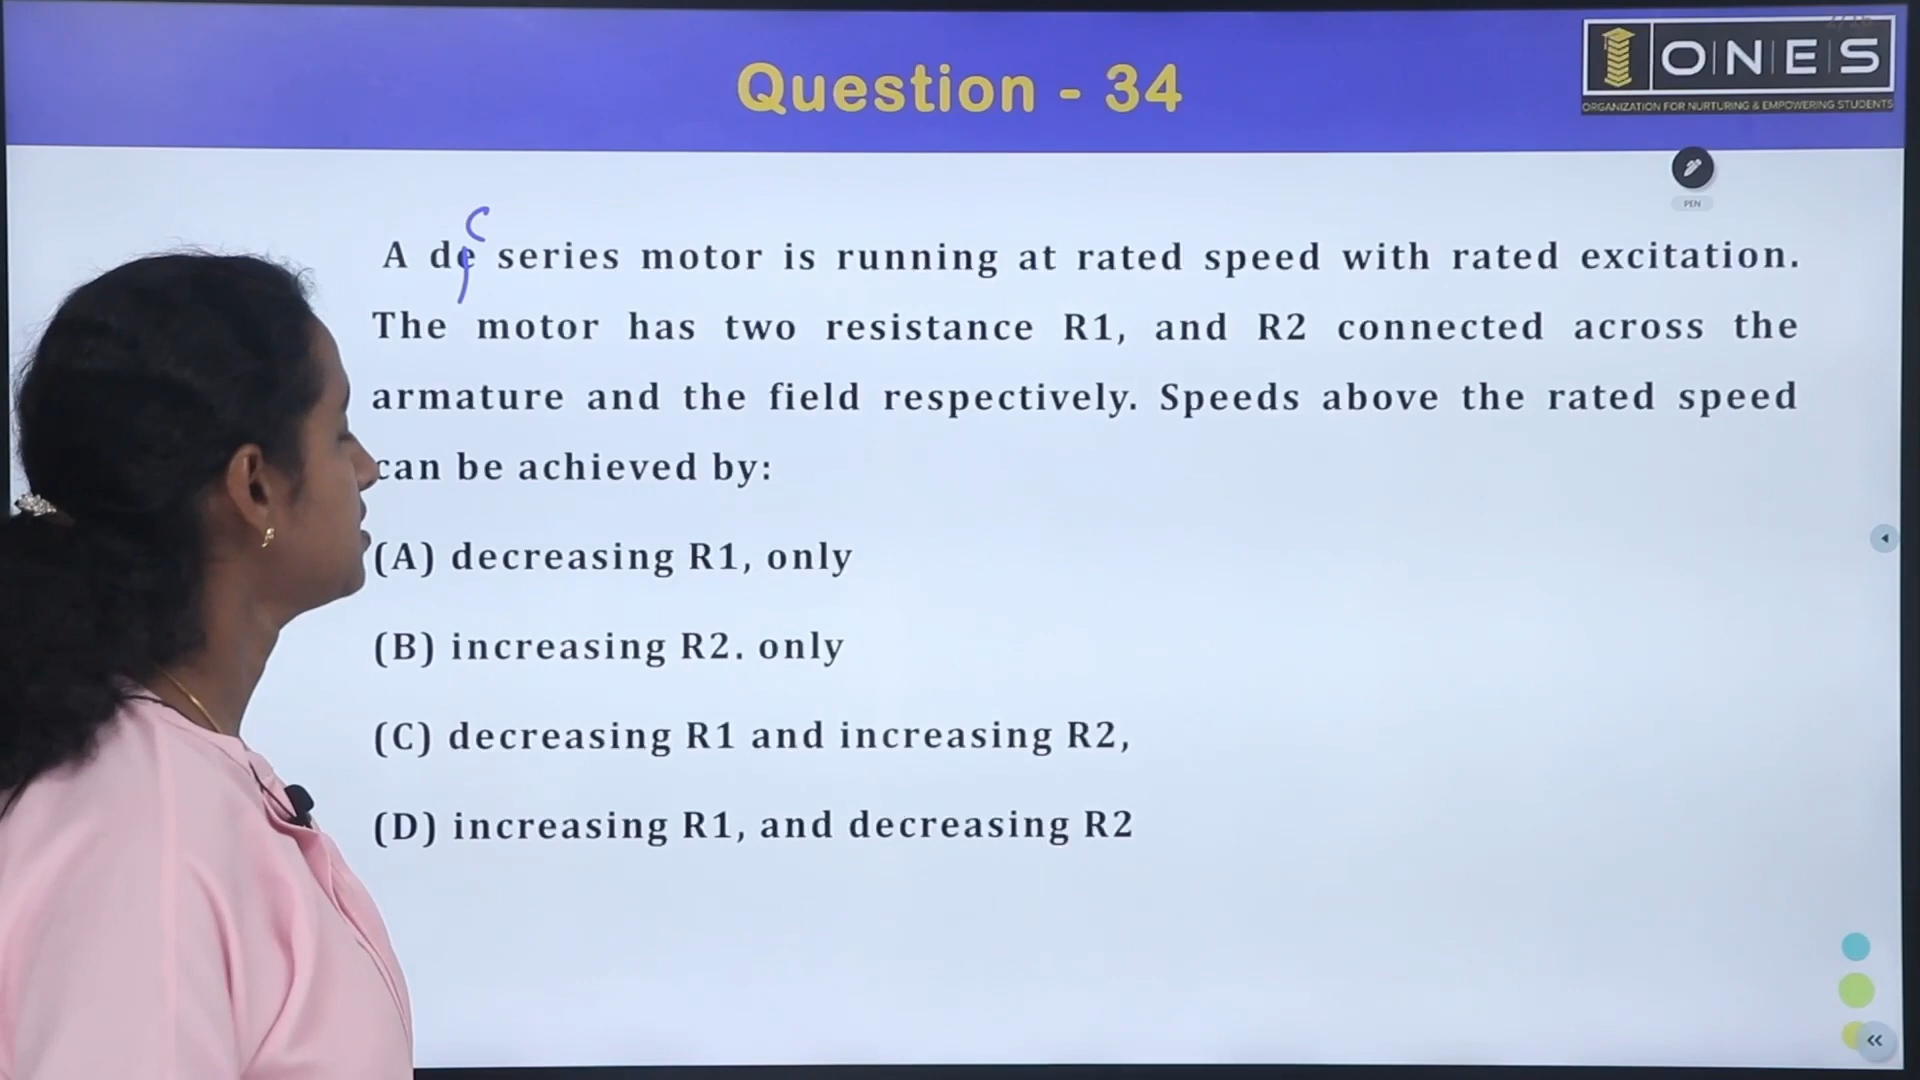 Question - 34
ONES
ORGANIZATION FOR NURTURING & EMPOWERING STUDENTS
PEN
c
A de series motor is running at rated speed with rated excitation.
The motor has two resistance R1, and R2 connected across the
armature and the field respectively. Speeds above the rated speed
can be achieved by:
(A) decreasing R1, only
(B) increasing R2. only
(C) decreasing R1 and increasing R2,
(D) increasing R1, and decreasing R2